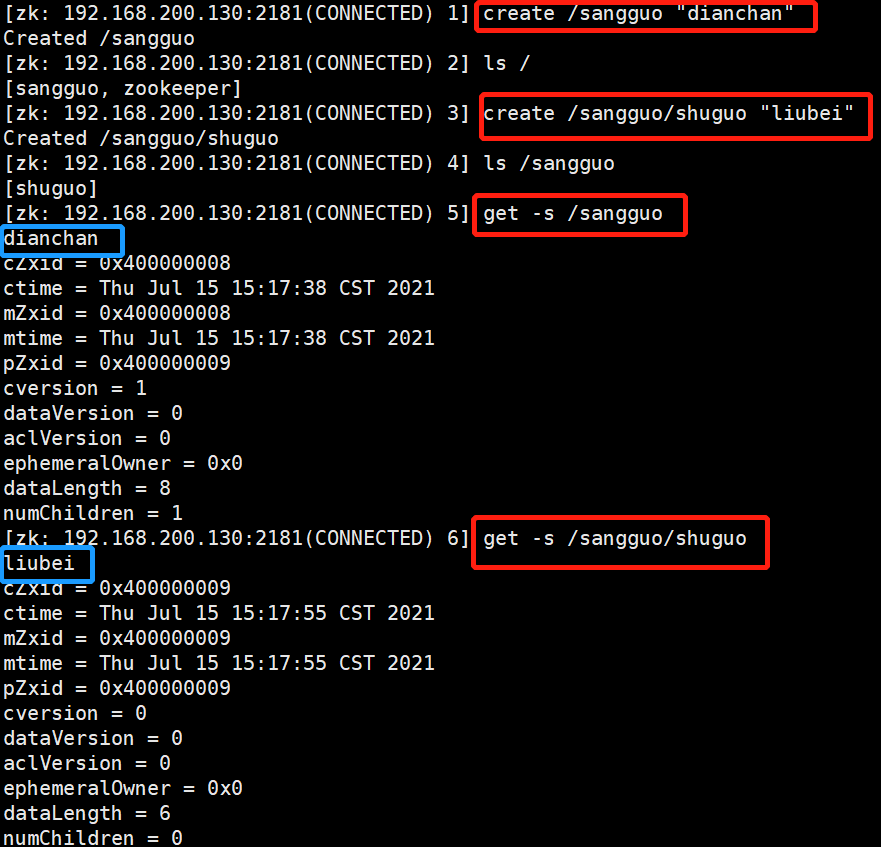 [zk: 192.168.200.130:2181(CONNECTED) 1] create /sangguo "dianchan"
Created /sangguo
[zk: 192.168.200.130:2181(CONNECTED) 2] ls /
[sangguo, zookeeper]
[zk: 192.168.200.130:2181(CONNECTED) 3] create /sangguo/shuguo "liubei"
Created /sangguo/shuguo
[zk: 192.168.200.130:2181(CONNECTED) 4] ls /sangguo
[shuguo]
[zk: 192.168.200.130:2181(CONNECTED) 5] get -s /sangguo
dianchan
cZxid = 0x400000008
ctime = Thu Jul 15 15:17:38 CST 2021
mZxid = 0x400000008
mtime = Thu Jul 15 15:17:38 CST 2021
pZxid = 0x400000009
cversion = 1
dataVersion = 0
aclVersion = 0
ephemeralOwner = 0x0
dataLength = 8
numChildren = 1
[zk: 192.168.200.130:2181(CONNECTED) 6] get -s /sangguo/shuguo
liubei
cZxid = 0x400000009
ctime = Thu Jul 15 15:17:55 CST 2021
mZxid = 0x400000009
mtime = Thu Jul 15 15:17:55 CST 2021
pZxid = 0x400000009
cversion = 0
dataVersion = 0
aclVersion = 0
ephemeralOwner = 0x0
dataLength = 6
numChildren = 0